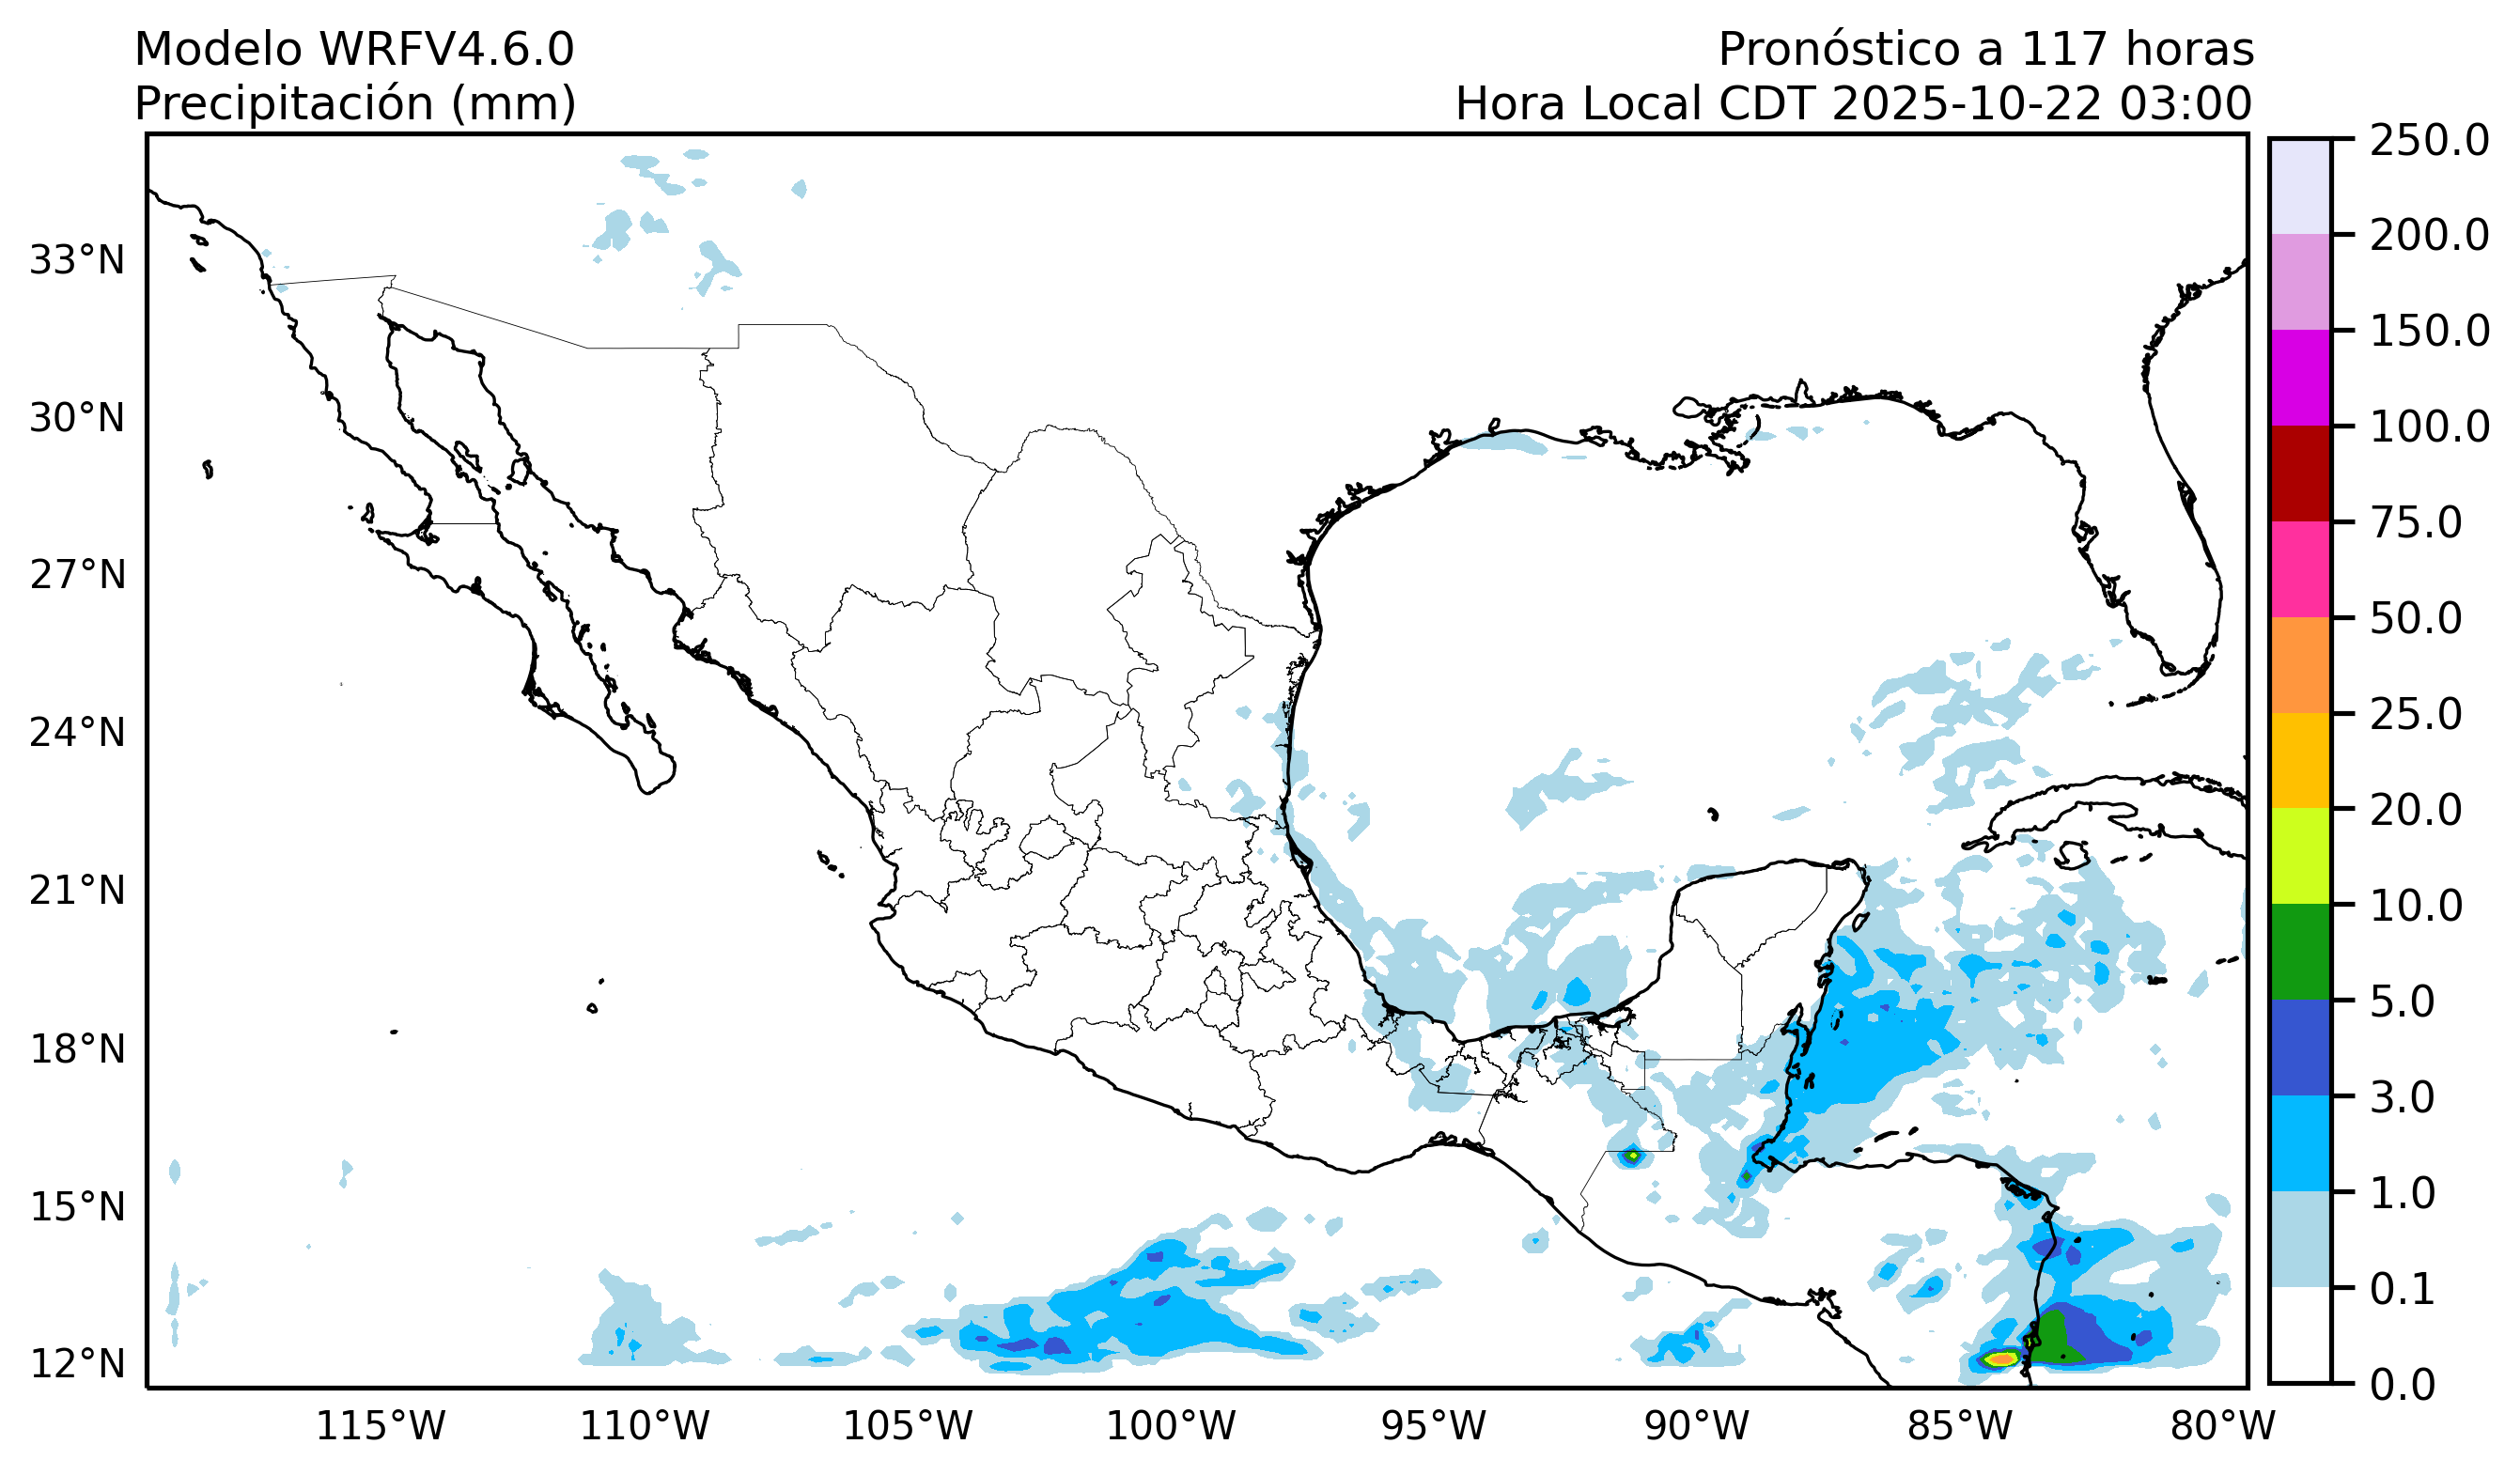 Modelo WRFV4.6.0
Precipitación (mm)
Pronóstico a 117 horas
Hora Local CDT 2025-10-22 03:00
33°N
30°N
27°N
24°N
21°N
18°N
15°N
12°N
115°W
110°W
105°W
100°W
95°W
90°W
85°W
80°W
250.0
200.0
150.0
100.0
75.0
50.0
25.0
20.0
10.0
5.0
3.0
1.0
0.1
0.0